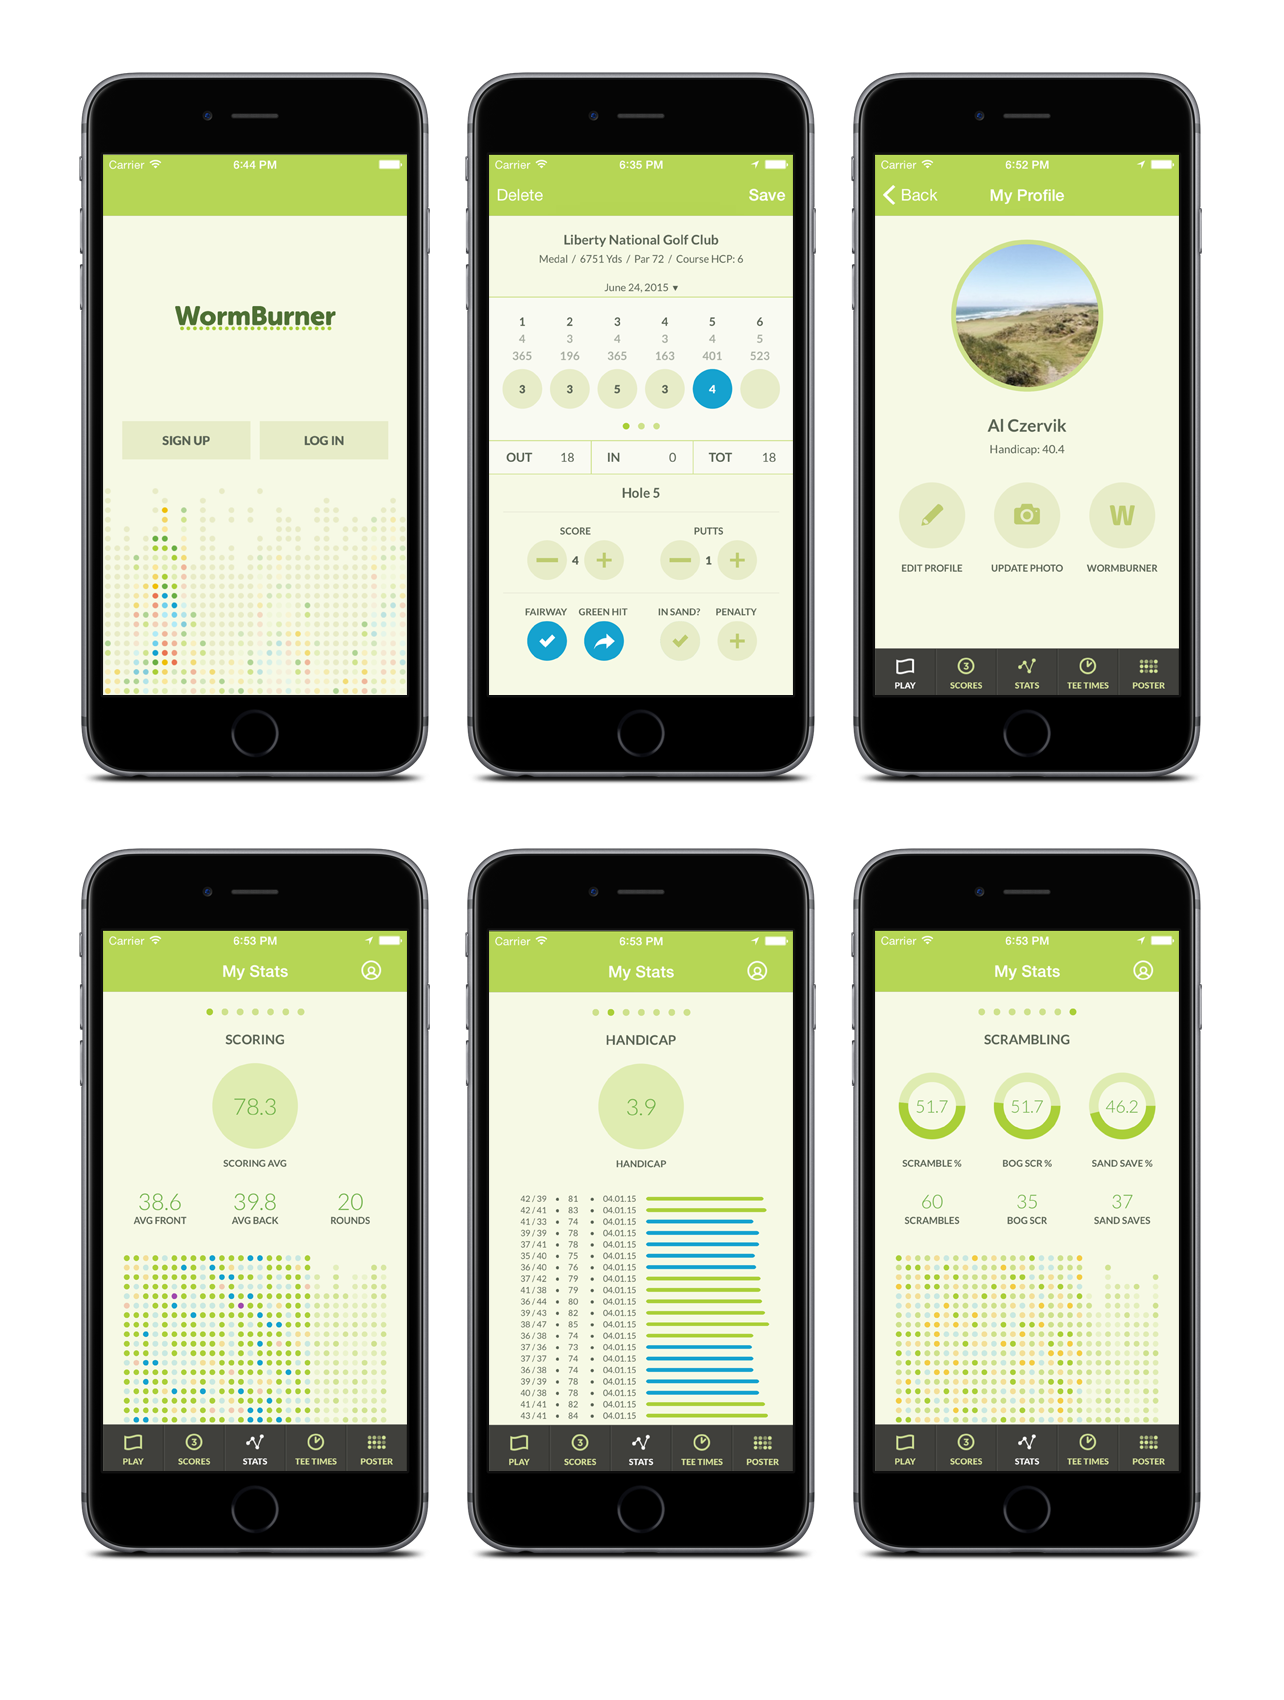 Carrier 6:44 PM
WormBurner
SIGN UP LOG IN
Carrier 6:35 PM
Delete Save
Liberty National Golf Club
Medal / 6751 Yds / Par 72 / Course HCP: 6
June 24, 2015 ▾
1 2 3 4 5 6
4 3 4 3 4 5
365 196 365 163 401 523
3 3 5 3 4
OUT 18 IN 0 TOT 18
Hole 5
SCORE PUTTS
4 1
FAIRWAY GREEN HIT IN SAND? PENALTY
Carrier 6:52 PM
Back My Profile
Al Czervik
Handicap: 40.4
W
EDIT PROFILE UPDATE PHOTO WORMBURNER
3
PLAY SCORES STATS TEE TIMES POSTER
Carrier 6:53 PM
My Stats
SCORING
78.3
SCORING AVG
38.6 39.8 20
AVG FRONT AVG BACK ROUNDS
3
PLAY SCORES STATS TEE TIMES POSTER
Carrier 6:53 PM
My Stats
HANDICAP
3.9
HANDICAP
42 / 39 • 81 • 04.01.15
42 / 41 • 83 • 04.01.15
41 / 33 • 74 • 04.01.15
39 / 39 • 78 • 04.01.15
37 / 41 • 78 • 04.01.15
35 / 40 • 75 • 04.01.15
36 / 40 • 76 • 04.01.15
37 / 42 • 79 • 04.01.15
41 / 38 • 79 • 04.01.15
36 / 44 • 80 • 04.01.15
39 / 43 • 82 • 04.01.15
38 / 47 • 85 • 04.01.15
36 / 38 • 74 • 04.01.15
37 / 36 • 73 • 04.01.15
37 / 37 • 74 • 04.01.15
36 / 38 • 74 • 04.01.15
39 / 39 • 78 • 04.01.15
40 / 38 • 78 • 04.01.15
41 / 41 • 82 • 04.01.15
43 / 41 • 84 • 04.01.15
3
PLAY SCORES STATS TEE TIMES POSTER
Carrier 6:53 PM
My Stats
SCRAMBLING
51.7 51.7 46.2
SCRAMBLE % BOG SCR % SAND SAVE %
60 35 37
SCRAMBLES BOG SCR SAND SAVES
3
PLAY SCORES STATS TEE TIMES POSTER